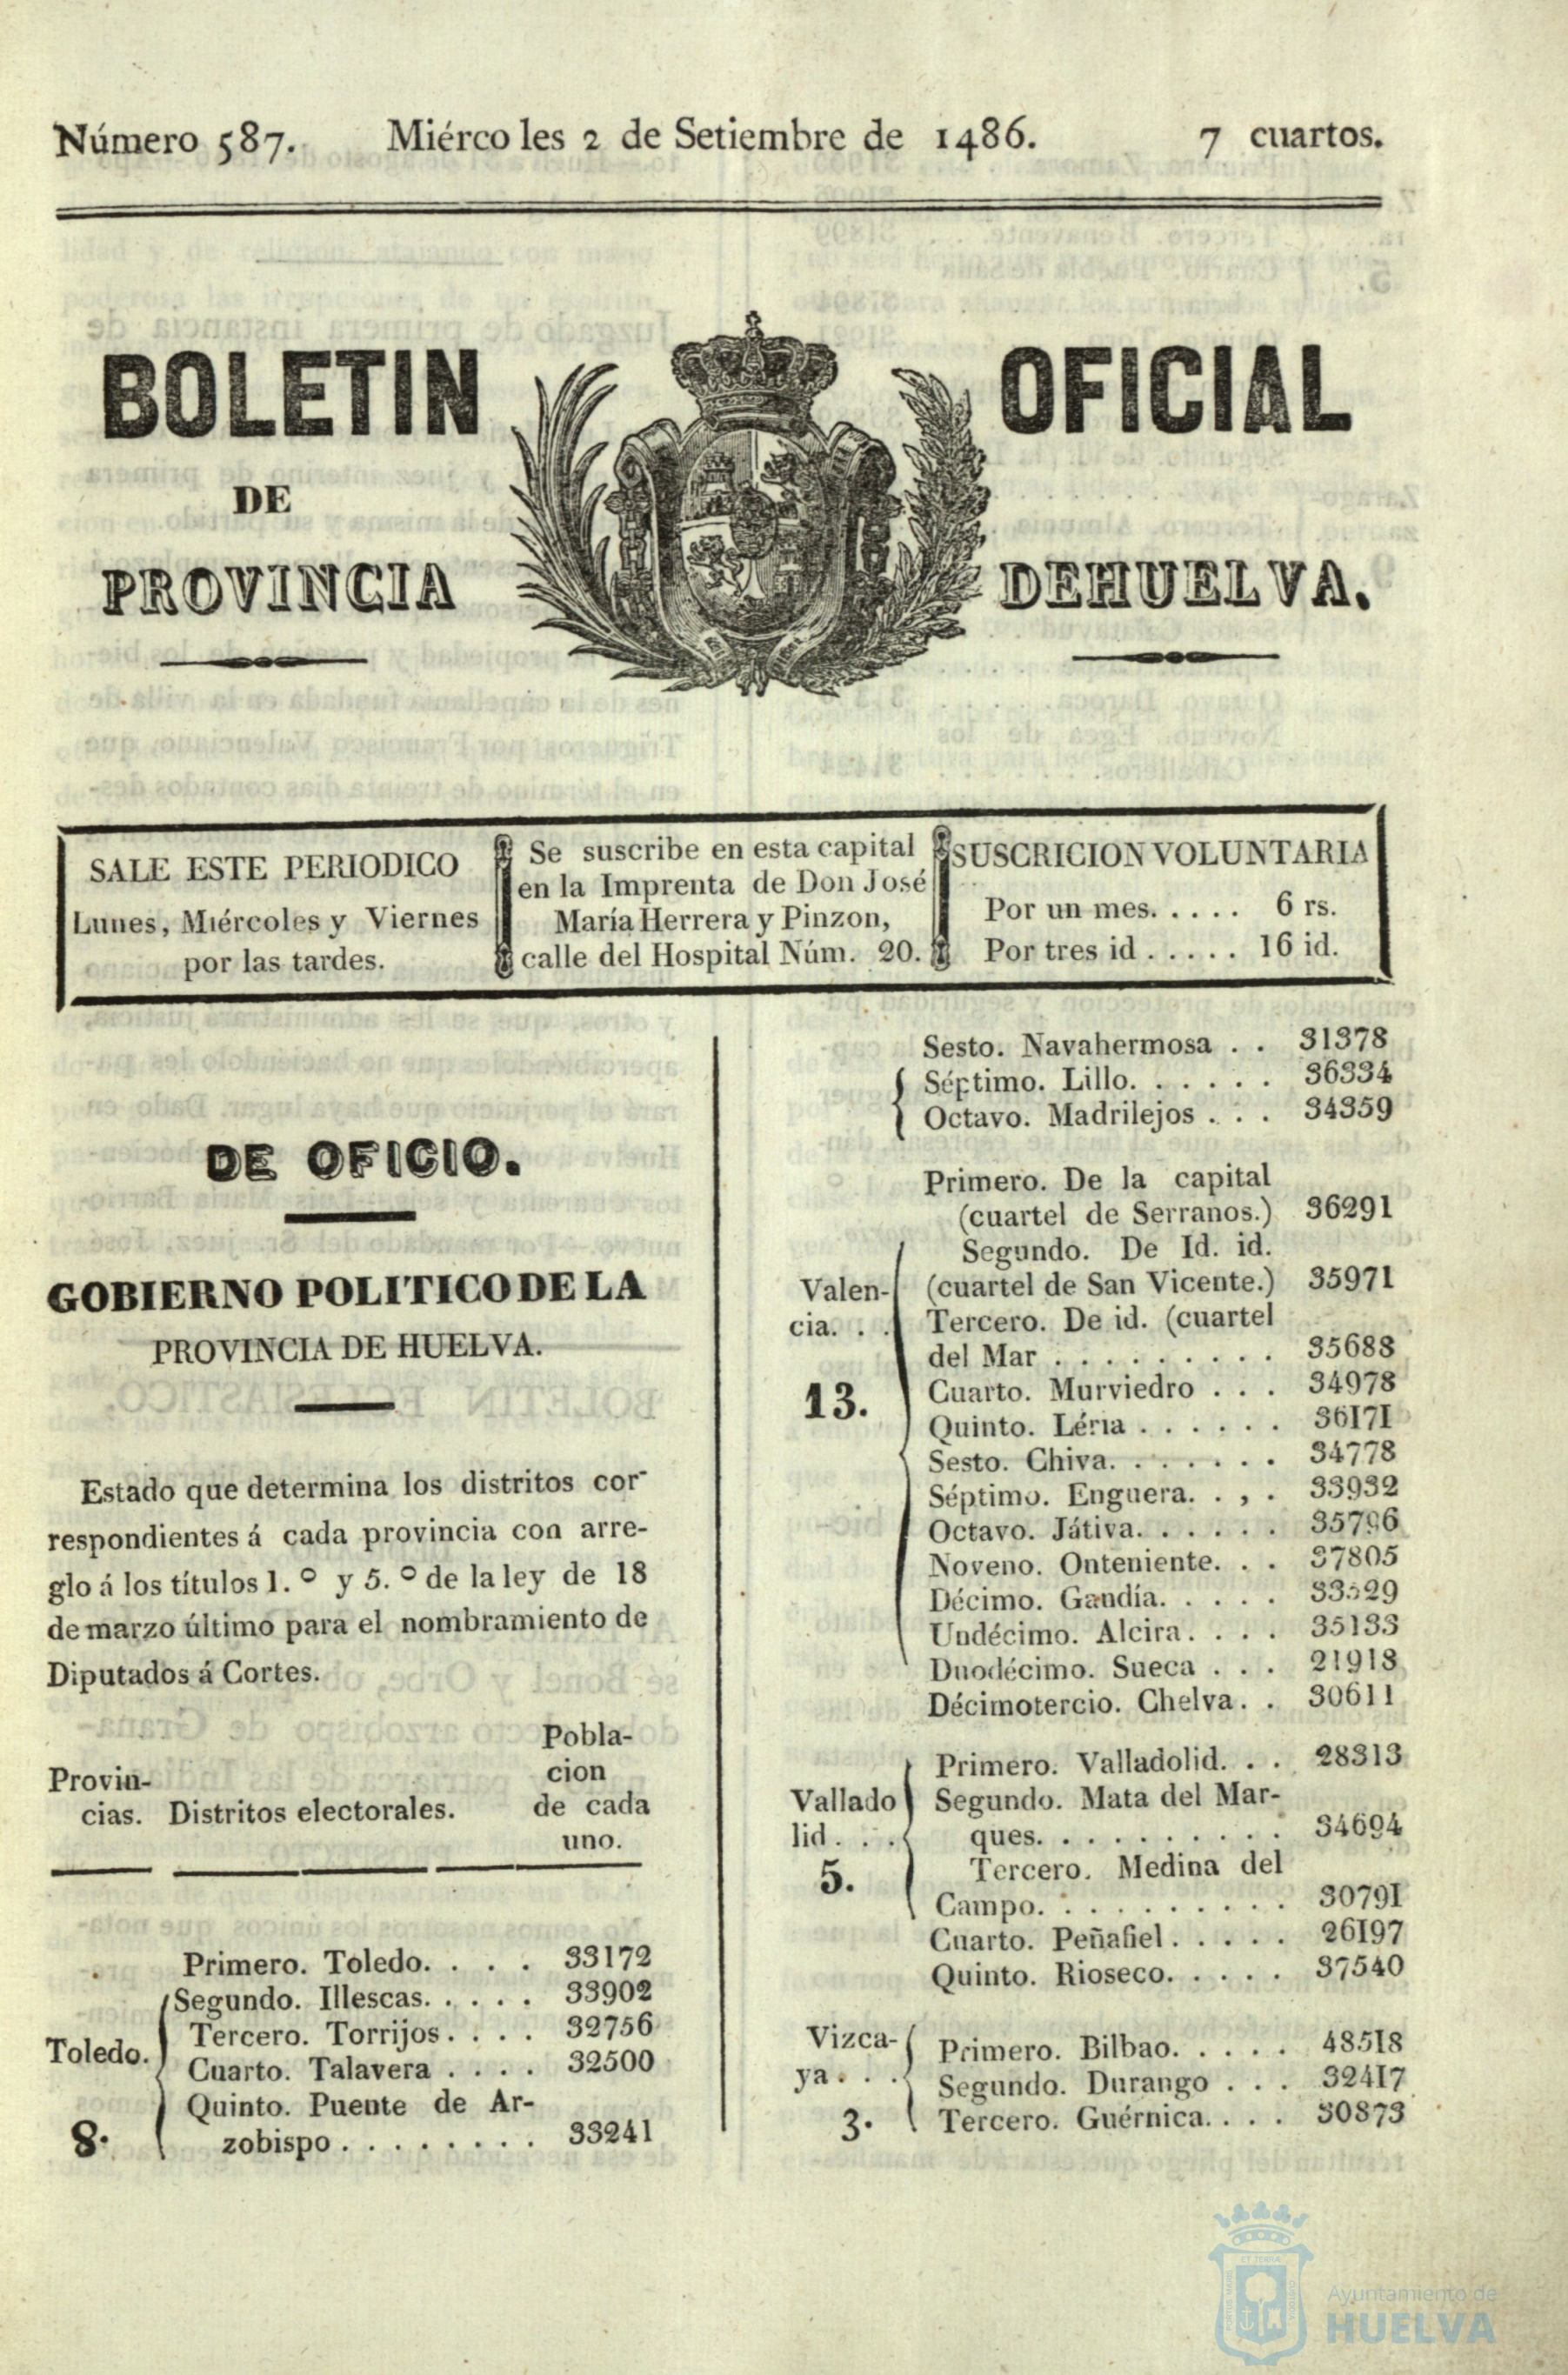 Número 587. Miérco les 2 de Setiembre de 1486. 7 cuartos.
BOLETIN OFICIAL
DE
PROVINCIA DEHUELVA.
SALE ESTE PERIODICO
Lunes, Miércoles y Viernes
por las tardes.
Se suscribe en esta capital
en la Imprenta de Don José
María Herrera y Pinzon,
calle del Hospital Núm. 20.
SUSCRICION VOLUNTARIA
Por un mes. . . . . 6 rs.
Por tres id . . . . . 16 id.
DE OFICIO.
GOBIERNO POLITICO DE LA
PROVINCIA DE HUELVA.
Estado que determina los distritos cor-
respondientes á cada provincia con arre-
glo á los títulos 1.º y 5.º de la ley de 18
de marzo último para el nombramiento de
Diputados á Cortes.
Provin-
cias. Distritos electorales.
Pobla-
cion
de cada
uno.
Toledo.
8.
Primero. Toledo. . . . . 33172
Segundo. Illescas. . . . . 33902
Tercero. Torrijos . . . . 32756
Cuarto. Talavera . . . . 32500
Quinto. Puente de Ar-
zobispo . . . . . . . . 33241
Sesto. Navahermosa . . 31378
Séptimo. Lillo. . . . . . 36334
Octavo. Madrilejos . . . 34359
Valen-
cia. . .
13.
Primero. De la capital
(cuartel de Serranos.) 36291
Segundo. De Id. id.
(cuartel de San Vicente.) 35971
Tercero. De id. (cuartel
del Mar . . . . . . . . . 35688
Cuarto. Murviedro . . . 34978
Quinto. Léria . . . . . . 36171
Sesto. Chiva. . . . . . . 34778
Séptimo. Enguera. . , . 33932
Octavo. Játiva. . . . . . 35796
Noveno. Onteniente. . . 37805
Décimo. Gandía. . . . . 33529
Undécimo. Alcira. . . . 35133
Duodécimo. Sueca . . . 21918
Décimotercio. Chelva. . 30611
Vallado
lid . . .
5.
Primero. Valladolid. . . 28313
Segundo. Mata del Mar-
ques. . . . . . . . . . 34694
Tercero. Medina del
Campo. . . . . . . . . 30791
Cuarto. Peñafiel . . . . . 26197
Quinto. Rioseco. . . . . 37540
Vizca-
ya . . .
3.
Primero. Bilbao. . . . . 48518
Segundo. Durango . . . 32417
Tercero. Guérnica. . . . 30873
Ayuntamiento de
HUELVA